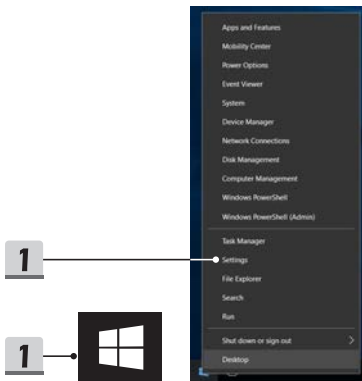 Apps and Features
Mobility Center
Power Options
Event Viewer
System
Device Manager
Network Connections
Disk Management
Computer Management
Windows PowerShell
Windows PowerShell (Admin)
Task Manager
1
Settings
File Explorer
Search
Run
1
Shut down or sign out
Desktop